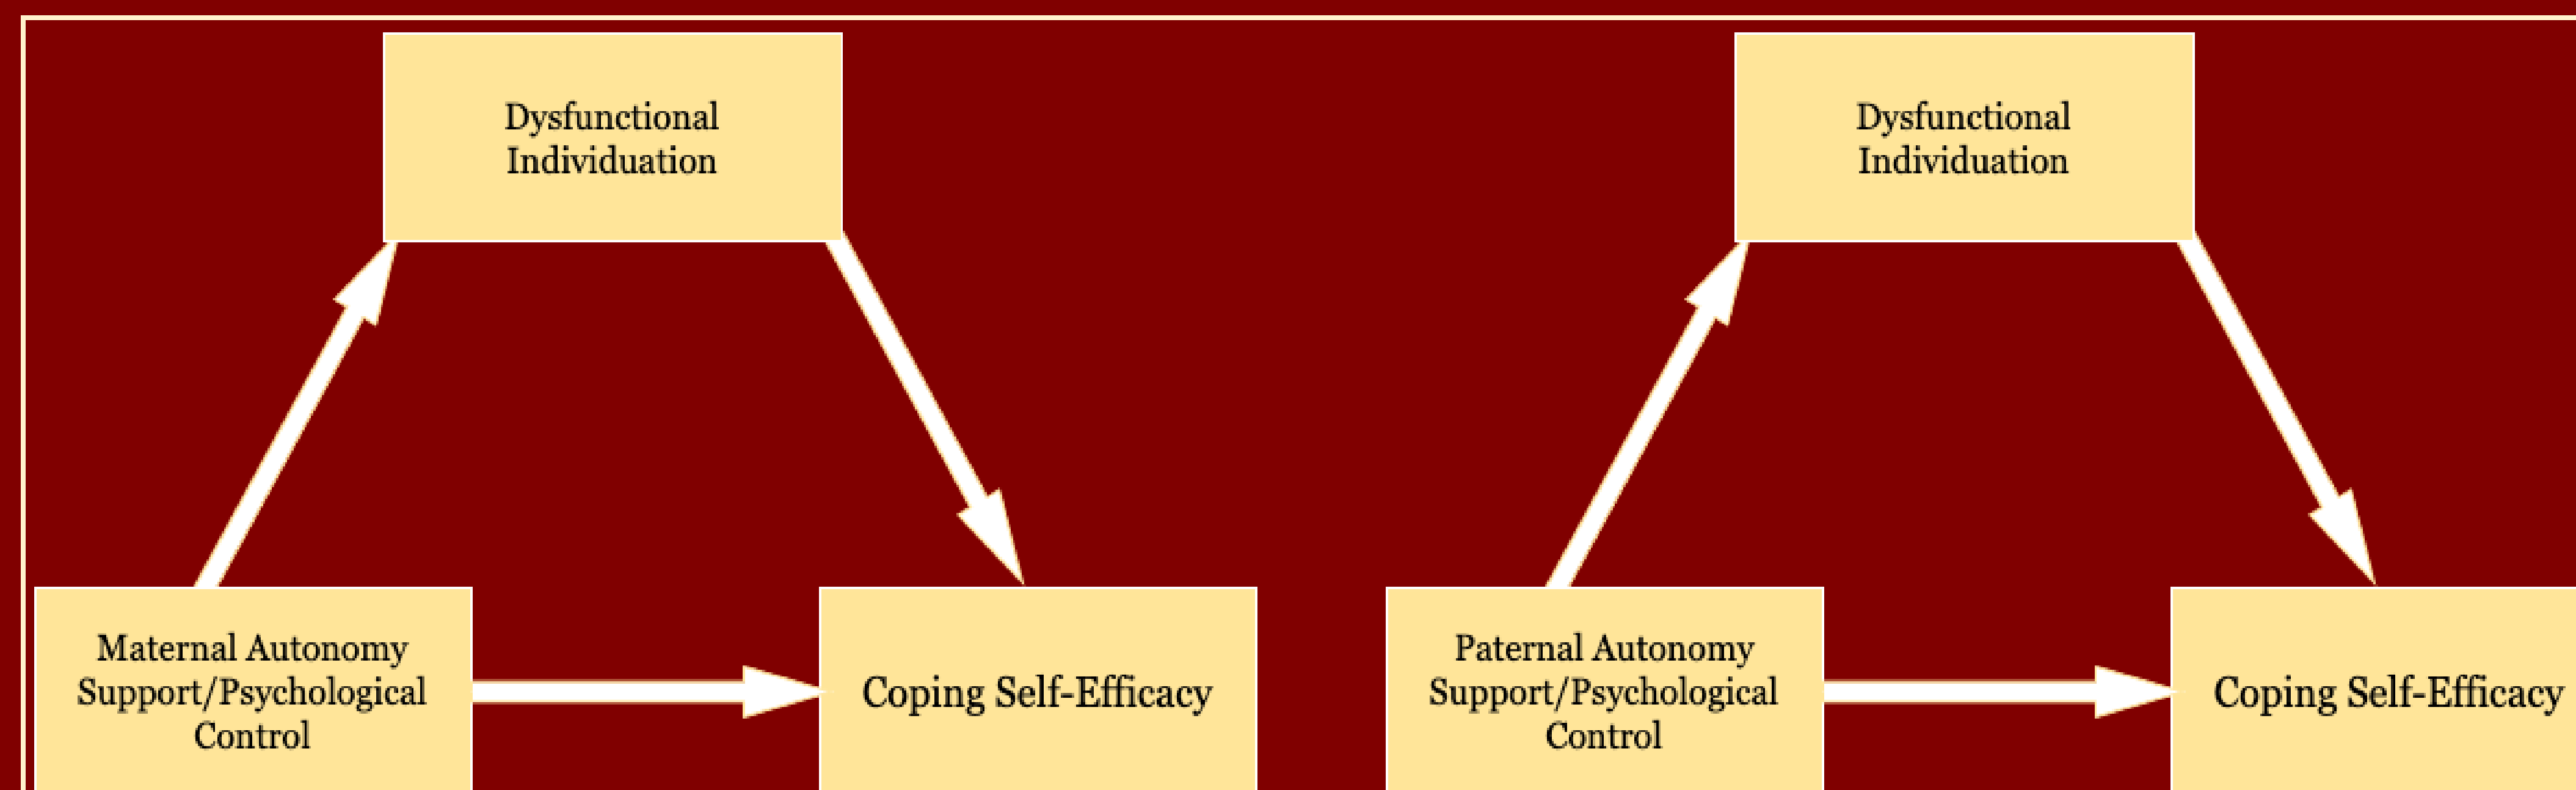 Dysfunctional
Individuation
Dysfunctional
Individuation
Maternal Autonomy
Support/Psychological
Control
Coping Self-Efficacy
Paternal Autonomy
Support/Psychological
Control
Coping Self-Efficacy